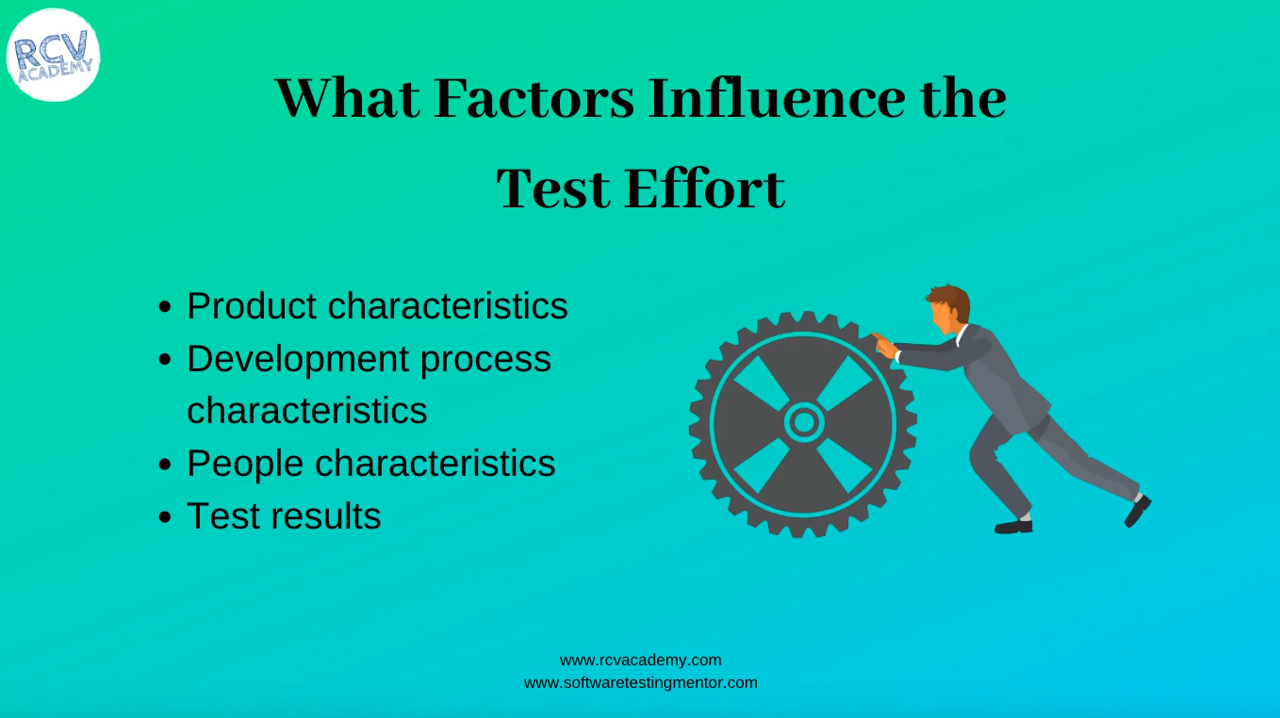 RCV
ACADEMY
What Factors Influence the
Test Effort
• Product characteristics
• Development process
characteristics
• People characteristics
• Test results
www.rcvacademy.com
www.softwaretestingmentor.com